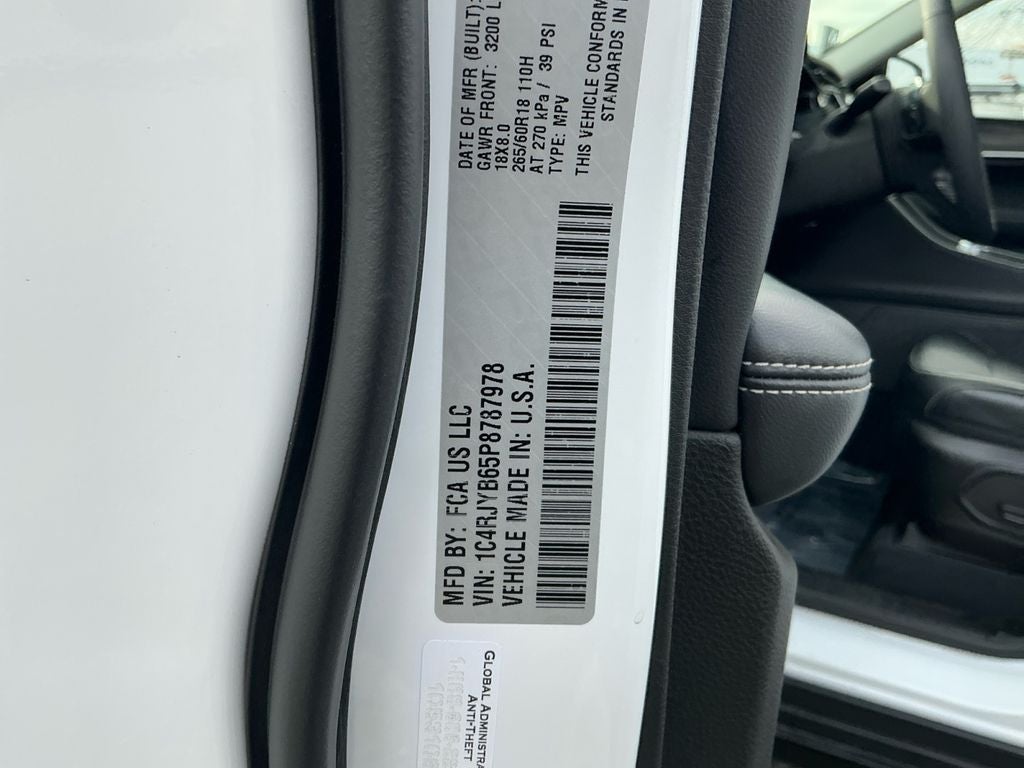 MFD BY: FCA US LLC
VIN: 1C4RJYB65P8787978
VEHICLE MADE IN: U.S.A.
DATE OF MFR (BUILT):
GAWR FRONT: 3200 L
18X8.0
265/60R18 110H
AT 270 kPa / 39 PSI
TYPE: MPV
THIS VEHICLE CONFORM
STANDARDS IN
GLOBAL ADMINISTRA
ANTI-THEFT